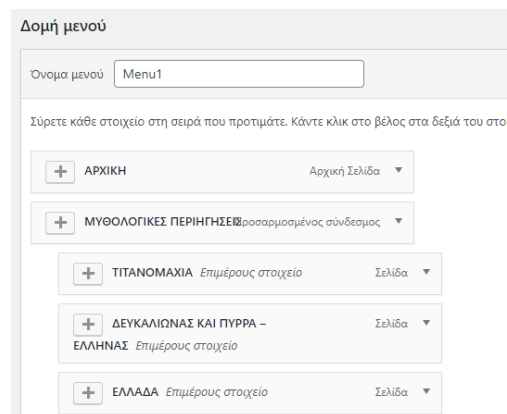 Δομή μενού
Όνομα μενού Menu1
Σύρετε κάθε στοιχείο στη σειρά που προτιμάτε. Κάντε κλικ στο βέλος στα δεξιά του στο
ΑΡΧΙΚΗ Αρχική Σελίδα
ΜΥΘΟΛΟΓΙΚΕΣ ΠΕΡΙΗΓΗΣΕΙΣ Προσαρμοσμένος σύνδεσμος
ΤΙΤΑΝΟΜΑΧΙΑ Επιμέρους στοιχείο Σελίδα
ΔΕΥΚΑΛΙΩΝΑΣ ΚΑΙ ΠΥΡΡΑ – Σελίδα
ΕΛΛΗΝΑΣ Επιμέρους στοιχείο
ΕΛΛΑΔΑ Επιμέρους στοιχείο Σελίδα